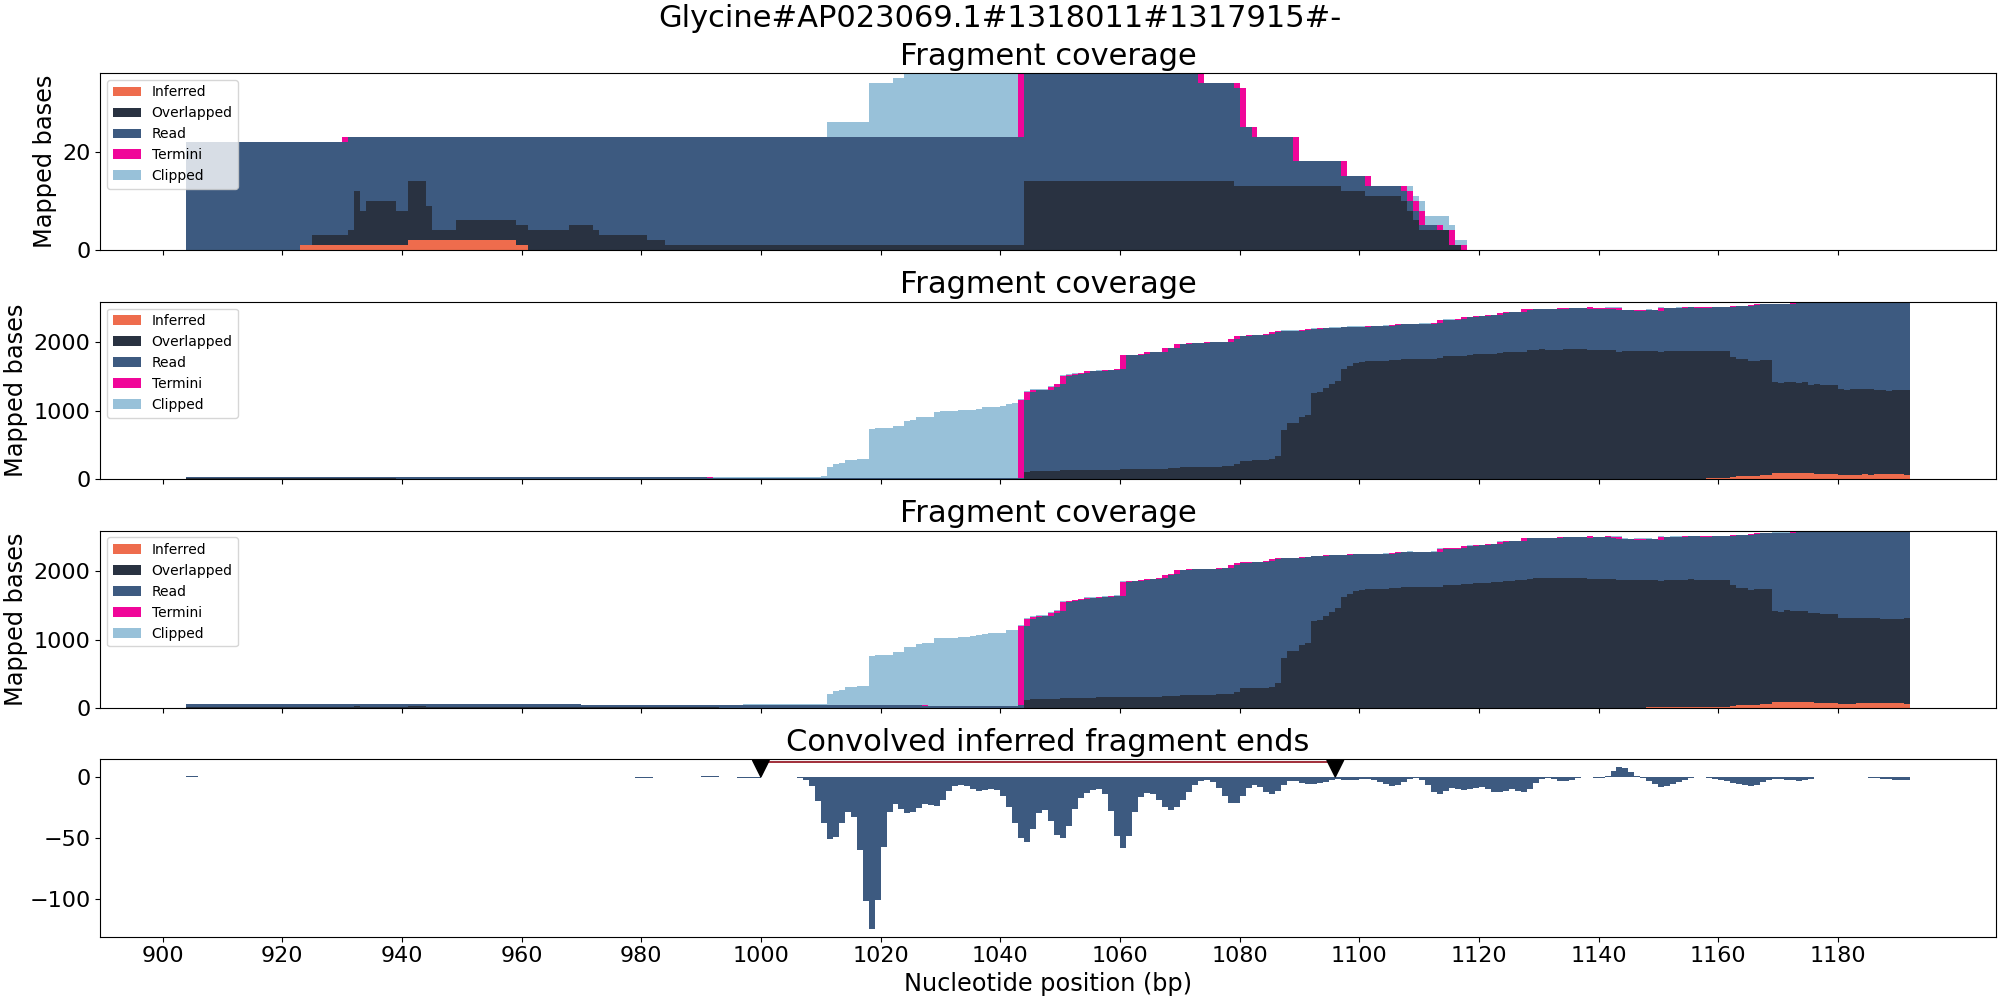 Glycine#AP023069.1#1318011#1317915#-
Fragment coverage
Mapped bases
20
0
Inferred
Overlapped
Read
Termini
Clipped
Fragment coverage
Mapped bases
2000
1000
0
Inferred
Overlapped
Read
Termini
Clipped
Fragment coverage
Mapped bases
2000
1000
0
Inferred
Overlapped
Read
Termini
Clipped
Convolved inferred fragment ends
0
−50
−100
900 920 940 960 980 1000 1020 1040 1060 1080 1100 1120 1140 1160 1180
Nucleotide position (bp)